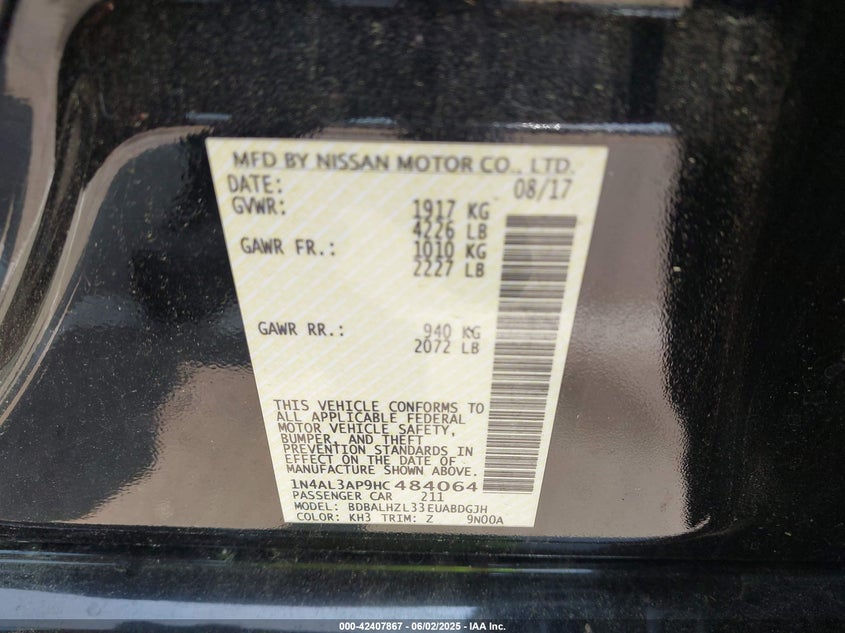 MFD BY NISSAN MOTOR CO., LTD.
DATE: 08/17
GVWR: 1917 KG
4226 LB
GAWR FR.: 1010 KG
2227 LB
GAWR RR.: 940 KG
2072 LB
THIS VEHICLE CONFORMS TO
ALL APPLICABLE FEDERAL
MOTOR VEHICLE SAFETY,
BUMPER, AND THEFT
PREVENTION STANDARDS IN
EFFECT ON THE DATE OF
MANUFACTURE SHOWN ABOVE.
1N4AL3AP9HC484064
PASSENGER CAR 211
MODEL: BDBALHZL33EUABDGJH
COLOR: KH3 TRIM: Z 9N00A
000-42407867 - 06/02/2025 - IAA Inc.